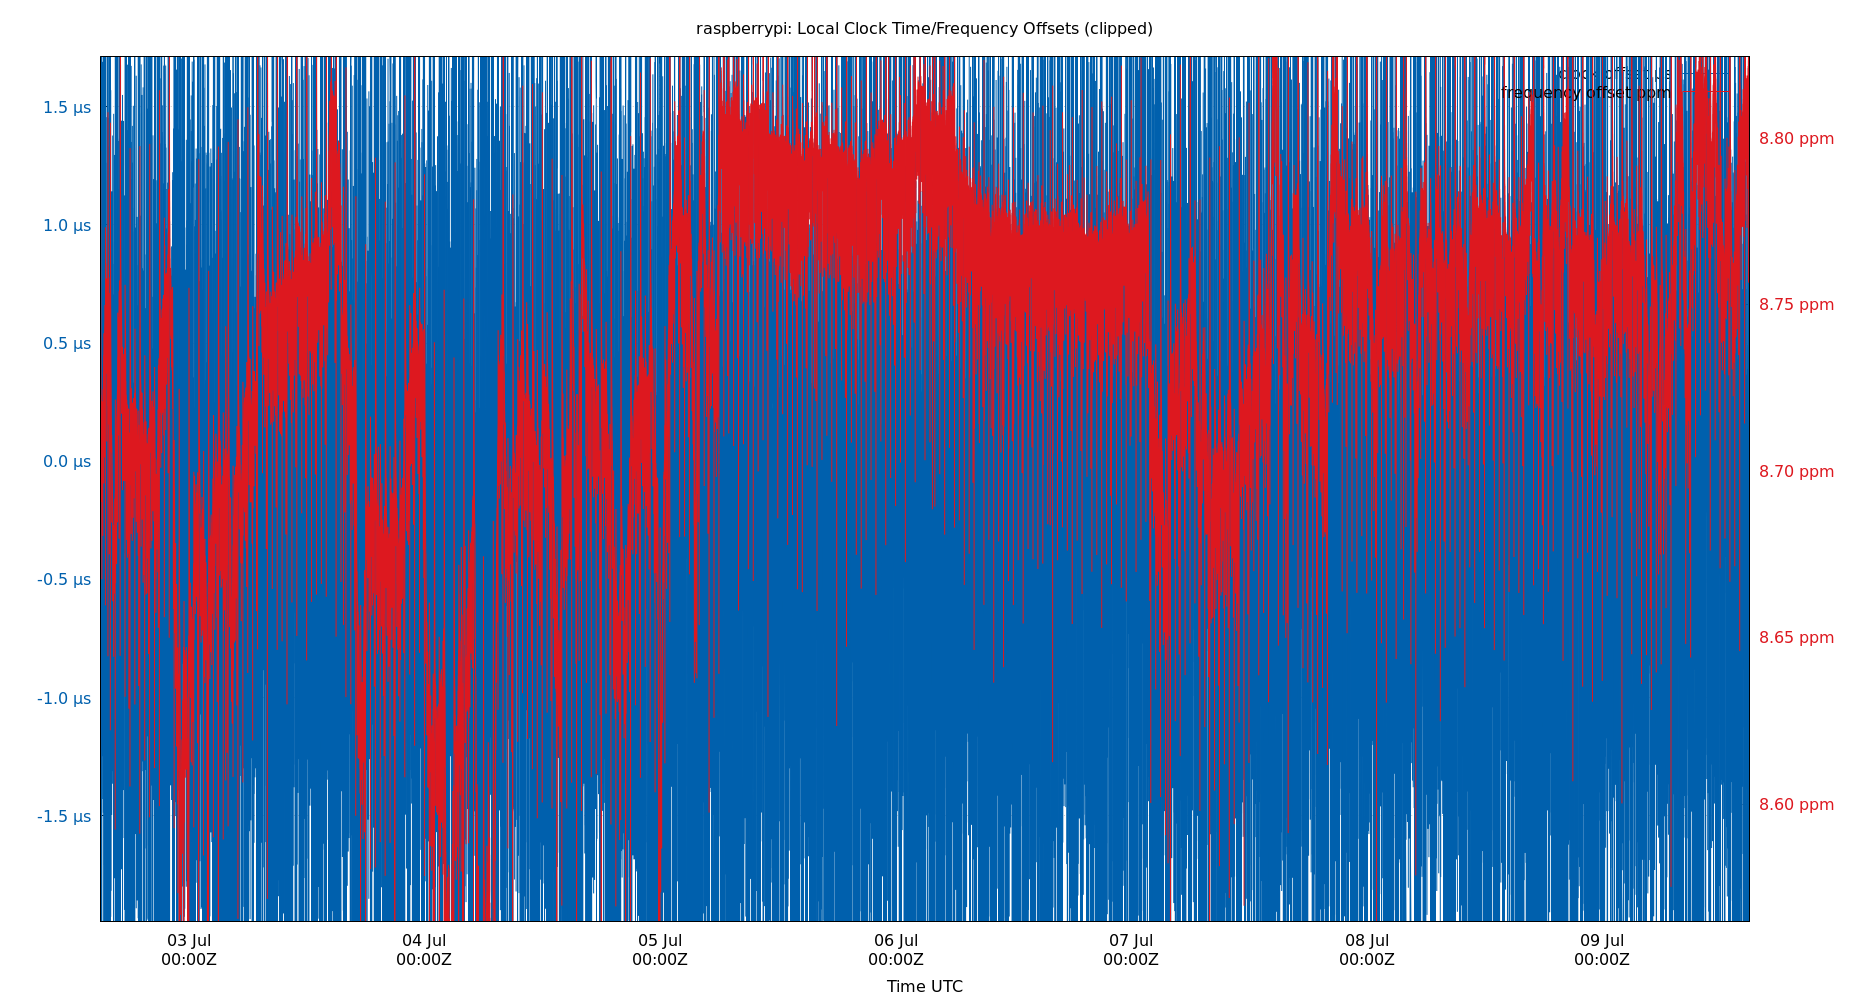 raspberrypi: Local Clock Time/Frequency Offsets (clipped)
clock offset µs
frequency offset ppm
1.5 µs
1.0 µs
0.5 µs
0.0 µs
-0.5 µs
-1.0 µs
-1.5 µs
8.80 ppm
8.75 ppm
8.70 ppm
8.65 ppm
8.60 ppm
03 Jul 04 Jul 05 Jul 06 Jul 07 Jul 08 Jul 09 Jul
00:00Z 00:00Z 00:00Z 00:00Z 00:00Z 00:00Z 00:00Z
Time UTC